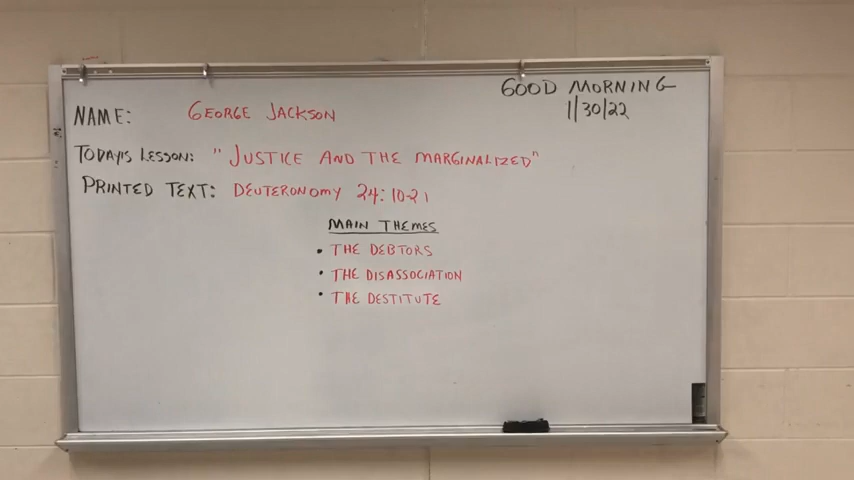 GOOD MORNING
1/30/22
NAME: GEORGE JACKSON
TODAY'S LESSON: "JUSTICE AND THE MARGINALIZED"
PRINTED TEXT: DEUTERONOMY 24:10-21
MAIN THEMES
• THE DEBTORS
• THE DISASSOCIATION
• THE DESTITUTE